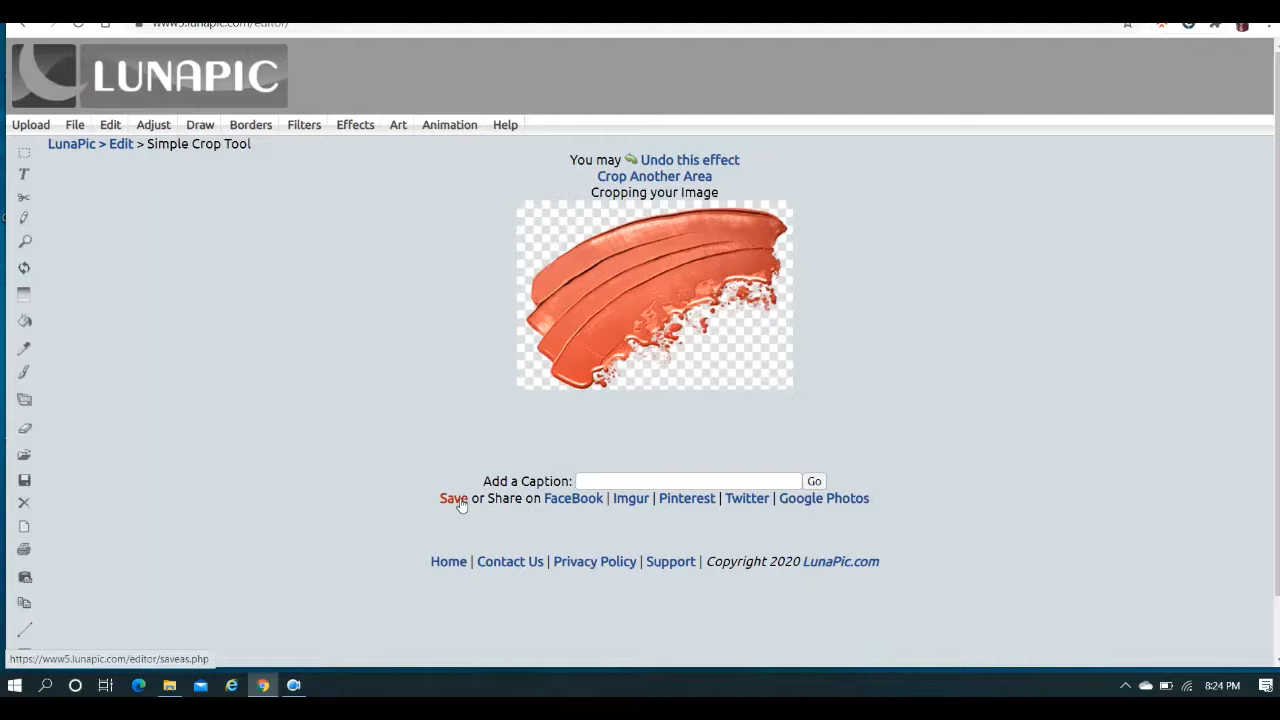 www5.lunapic.com/editor/
LUNAPIC
Upload File Edit Adjust Draw Borders Filters Effects Art Animation Help
LunaPic > Edit > Simple Crop Tool
You may Undo this effect
Crop Another Area
Cropping your Image
Add a Caption: Go
Save or Share on FaceBook | Imgur | Pinterest | Twitter | Google Photos
Home | Contact Us | Privacy Policy | Support | Copyright 2020 LunaPic.com
https://www5.lunapic.com/editor/saveas.php
8:24 PM